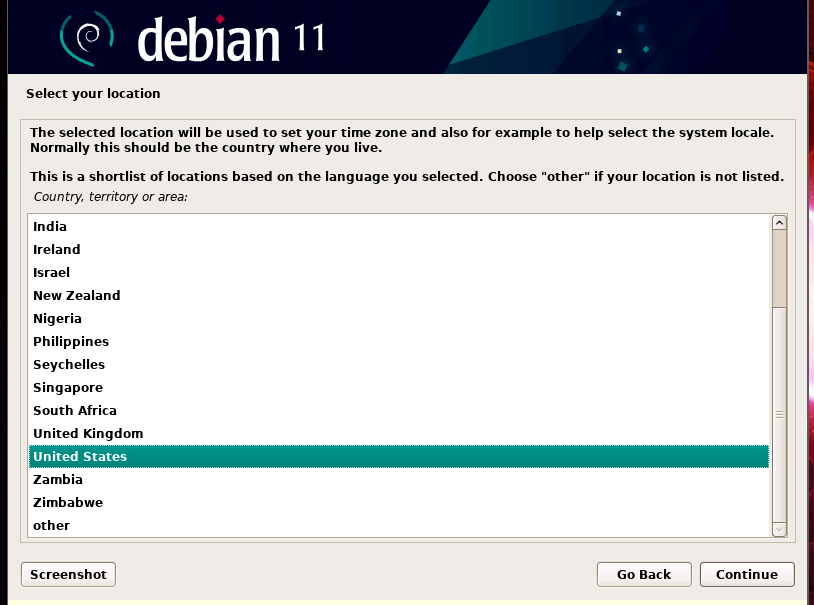 debian 11
Select your location
The selected location will be used to set your time zone and also for example to help select the system locale.
Normally this should be the country where you live.
This is a shortlist of locations based on the language you selected. Choose "other" if your location is not listed.
Country, territory or area:
India
Ireland
Israel
New Zealand
Nigeria
Philippines
Seychelles
Singapore
South Africa
United Kingdom
United States
Zambia
Zimbabwe
other
Screenshot Go Back Continue